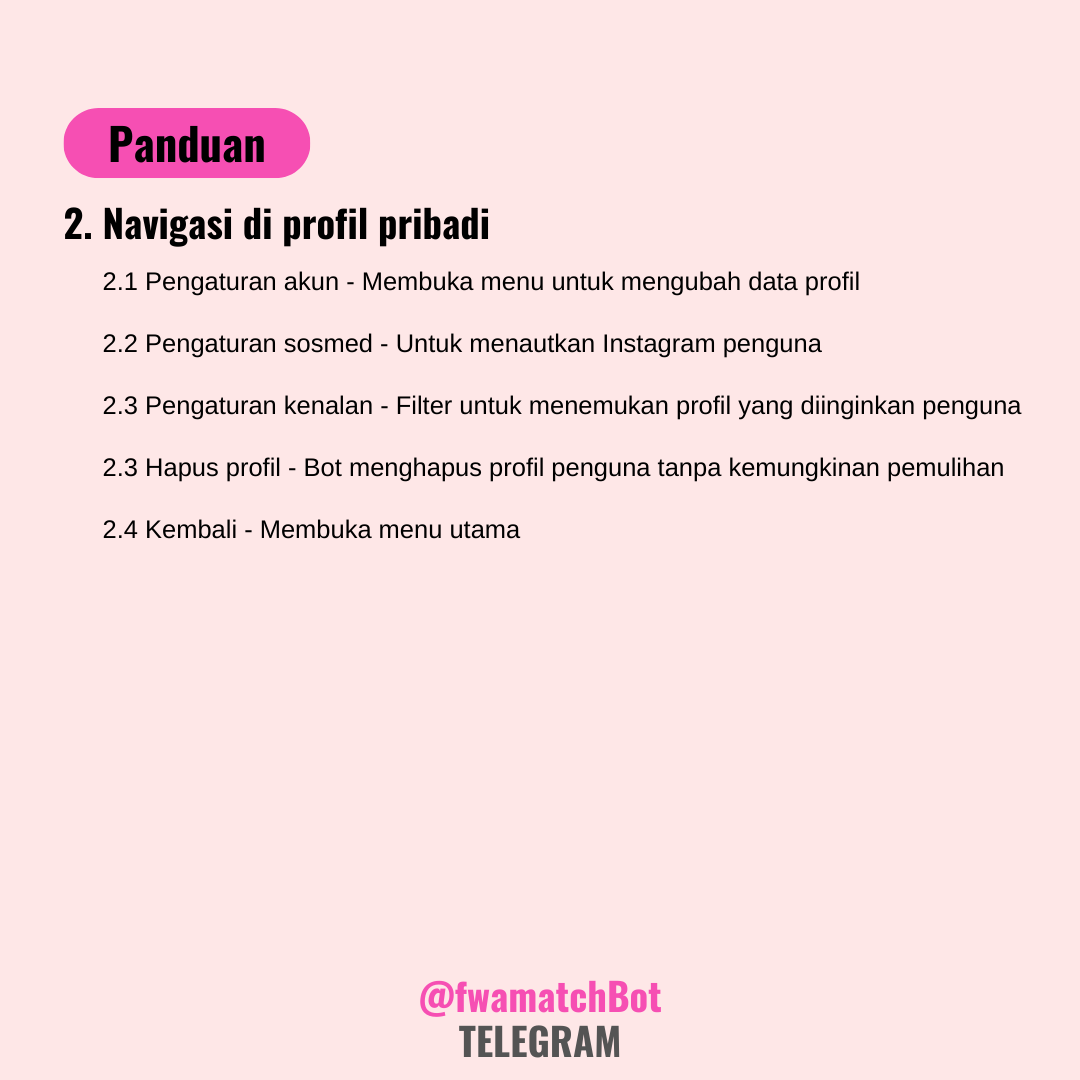 Panduan
2. Navigasi di profil pribadi
2.1 Pengaturan akun - Membuka menu untuk mengubah data profil
2.2 Pengaturan sosmed - Untuk menautkan Instagram penguna
2.3 Pengaturan kenalan - Filter untuk menemukan profil yang diinginkan penguna
2.3 Hapus profil - Bot menghapus profil penguna tanpa kemungkinan pemulihan
2.4 Kembali - Membuka menu utama
@fwamatchBot
TELEGRAM